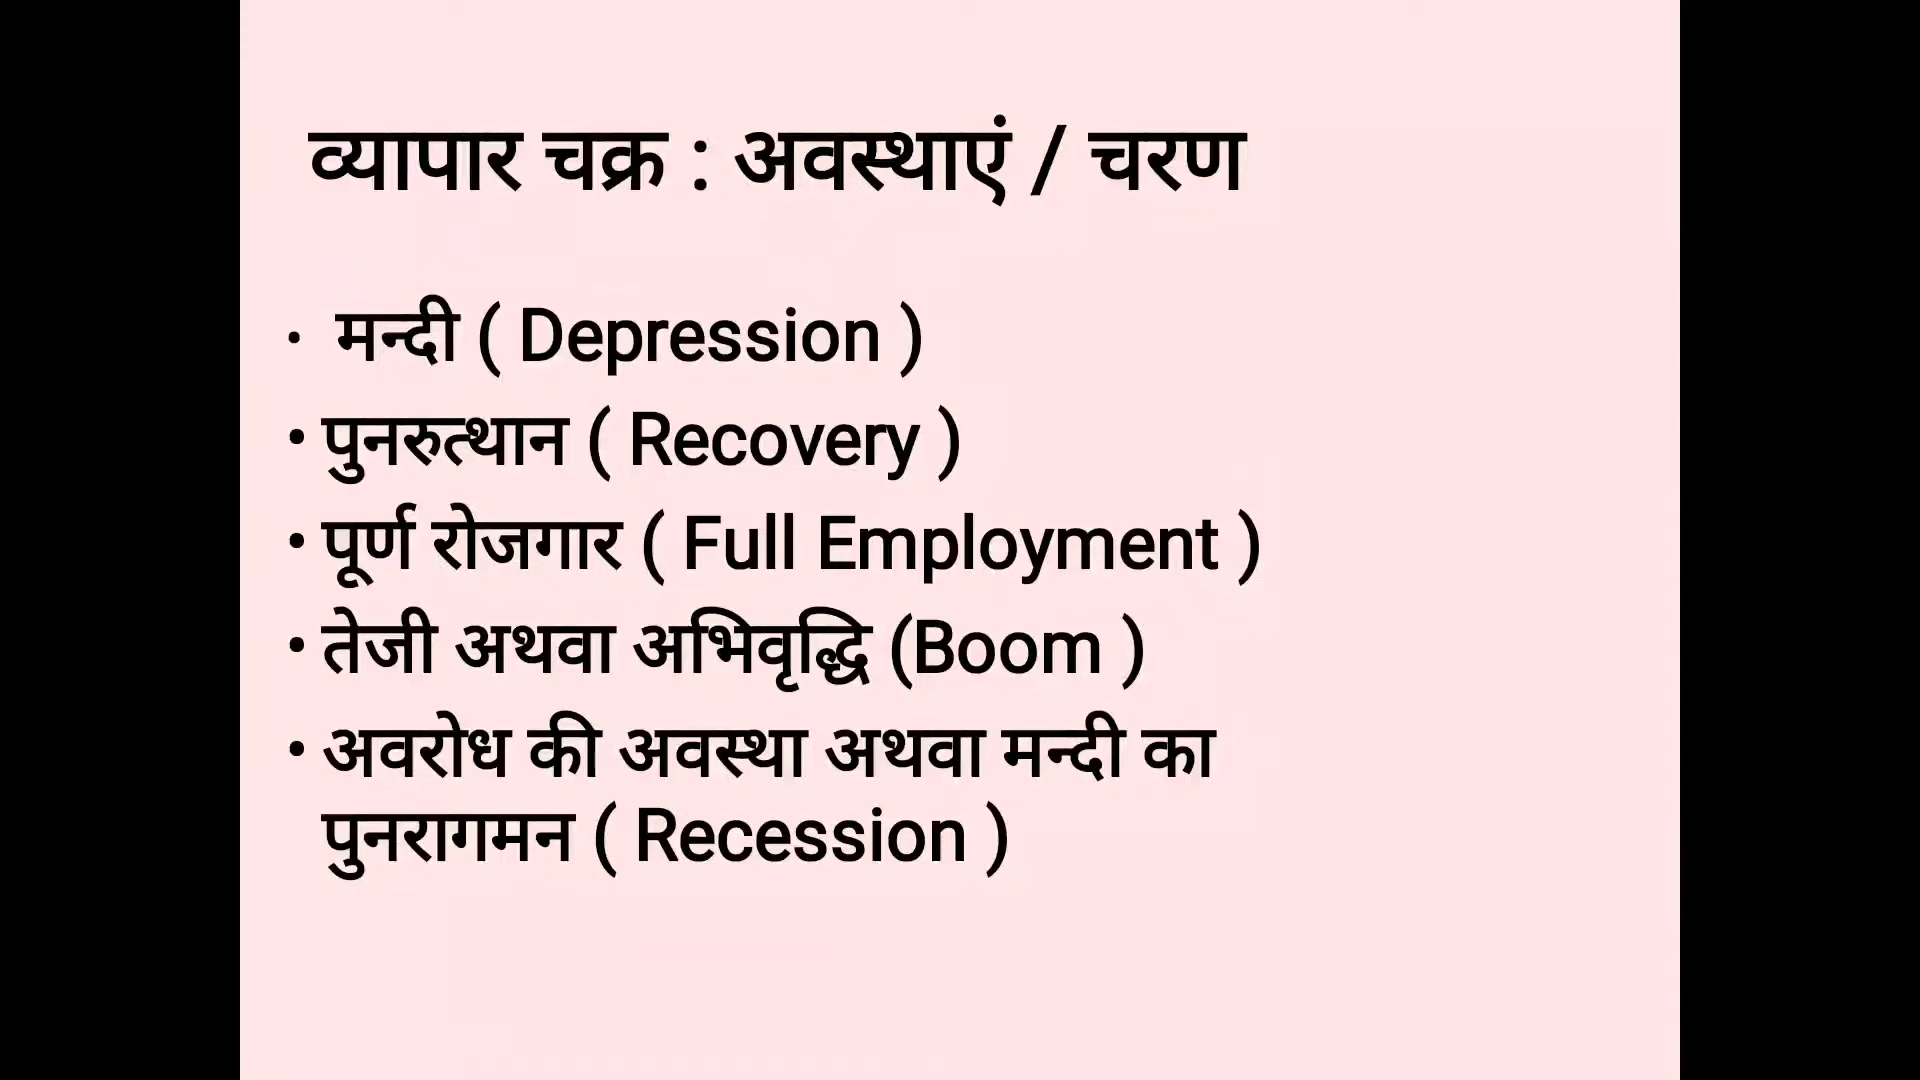 व्यापार चक्र : अवस्थाएं / चरण
• मन्दी ( Depression )
• पुनरुत्थान ( Recovery )
• पूर्ण रोजगार ( Full Employment )
• तेजी अथवा अभिवृद्धि (Boom )
• अवरोध की अवस्था अथवा मन्दी का
पुनरागमन ( Recession )